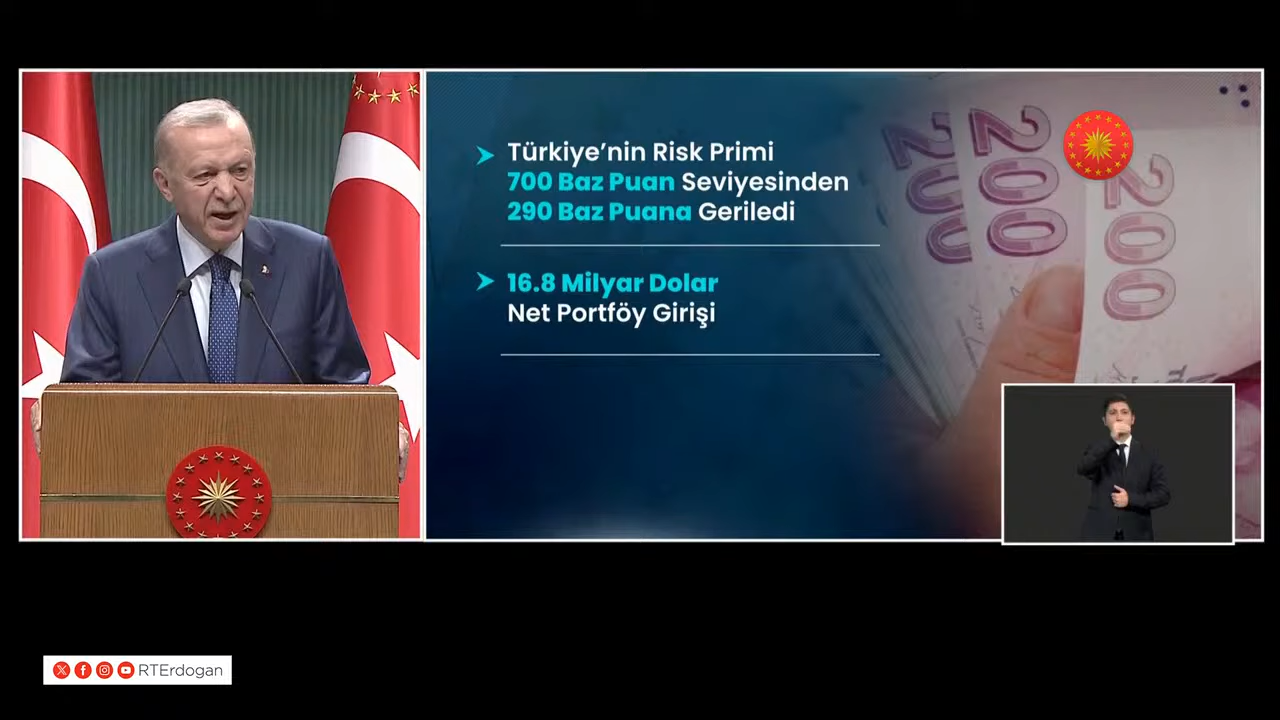 Türkiye'nin Risk Primi
700 Baz Puan Seviyesinden
290 Baz Puana Geriledi
16.8 Milyar Dolar
Net Portföy Girişi
200
200
200
RTErdogan